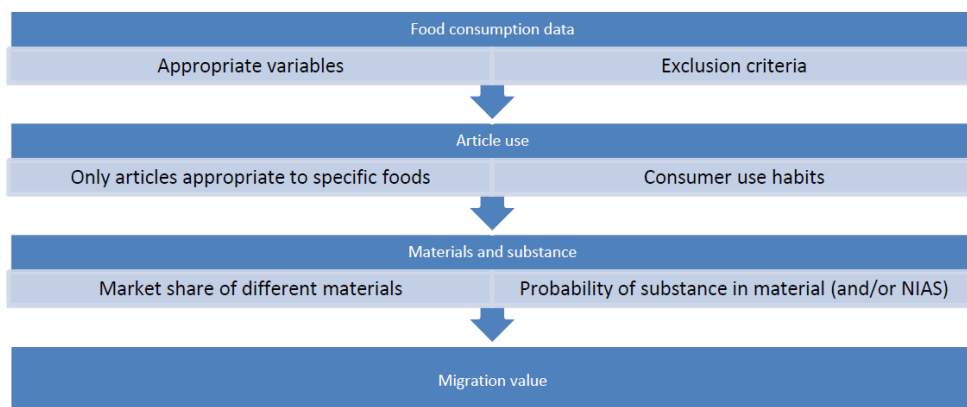 Food consumption data
Appropriate variables
Exclusion criteria
Article use
Only articles appropriate to specific foods
Consumer use habits
Materials and substance
Market share of different materials
Probability of substance in material (and/or NIAS)
Migration value